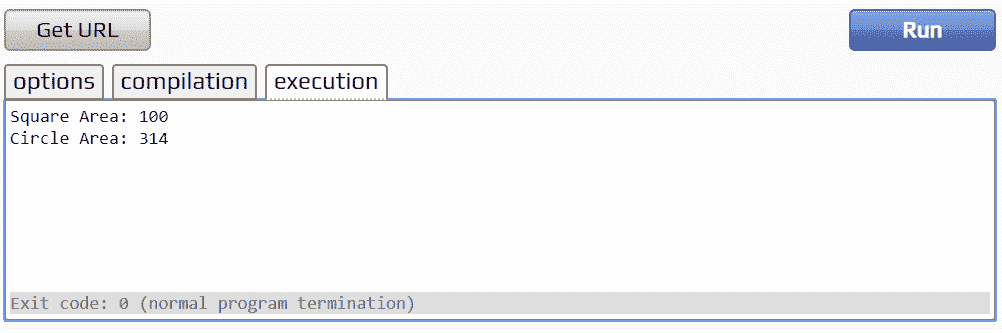 Get URL
Run
options
compilation
execution
Square Area: 100
Circle Area: 314
Exit code: 0 (normal program termination)